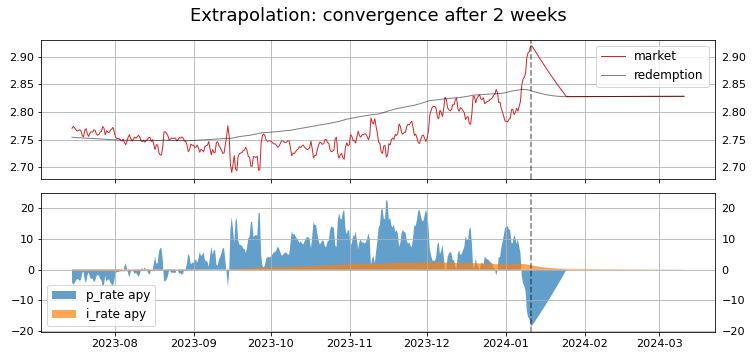 Extrapolation: convergence after 2 weeks
2.90 2.90
2.85 2.85
2.80 2.80
2.75 2.75
2.70 2.70
market
redemption
20 20
10 10
0 0
−10 −10
−20 −20
p_rate apy
i_rate apy
2023-08 2023-09 2023-10 2023-11 2023-12 2024-01 2024-02 2024-03